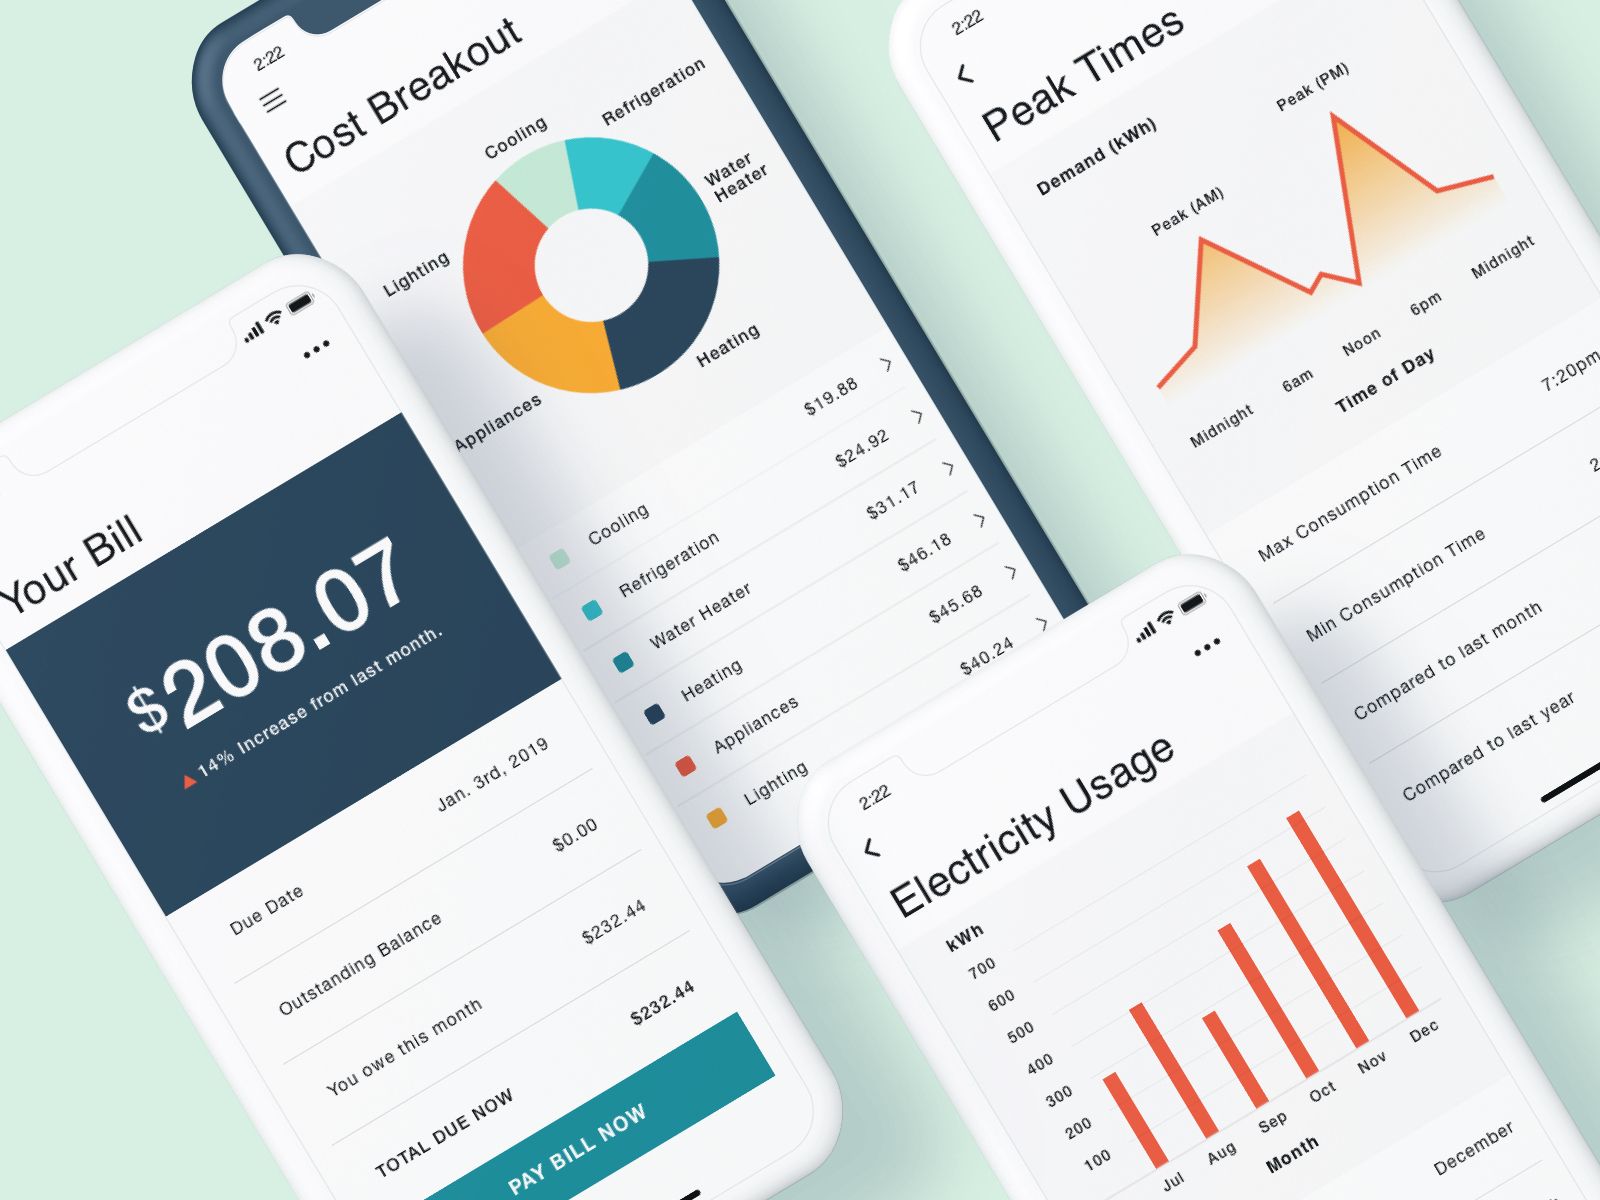 Your Bill
$208.07
14% Increase from last month.
Due Date Jan. 3rd, 2019
Outstanding Balance $0.00
You owe this month $232.44
TOTAL DUE NOW $232.44
PAY BILL NOW
2:22
Cost Breakout
Cooling
Refrigeration
Water
Heater
Lighting
Heating
Appliances
Cooling $19.88
Refrigeration $24.92
Water Heater $31.17
Heating $46.18
Appliances $45.68
Lighting $40.24
2:22
Peak Times
Demand (kWh)
Peak (AM)
Peak (PM)
Midnight
6am
Noon
6pm
Midnight
Time of Day
Max Consumption Time 7:20pm
Min Consumption Time
Compared to last month
Compared to last year
2:22
Electricity Usage
kWh
700
600
500
400
300
200
100
Jul
Aug
Sep
Oct
Nov
Dec
Month
December